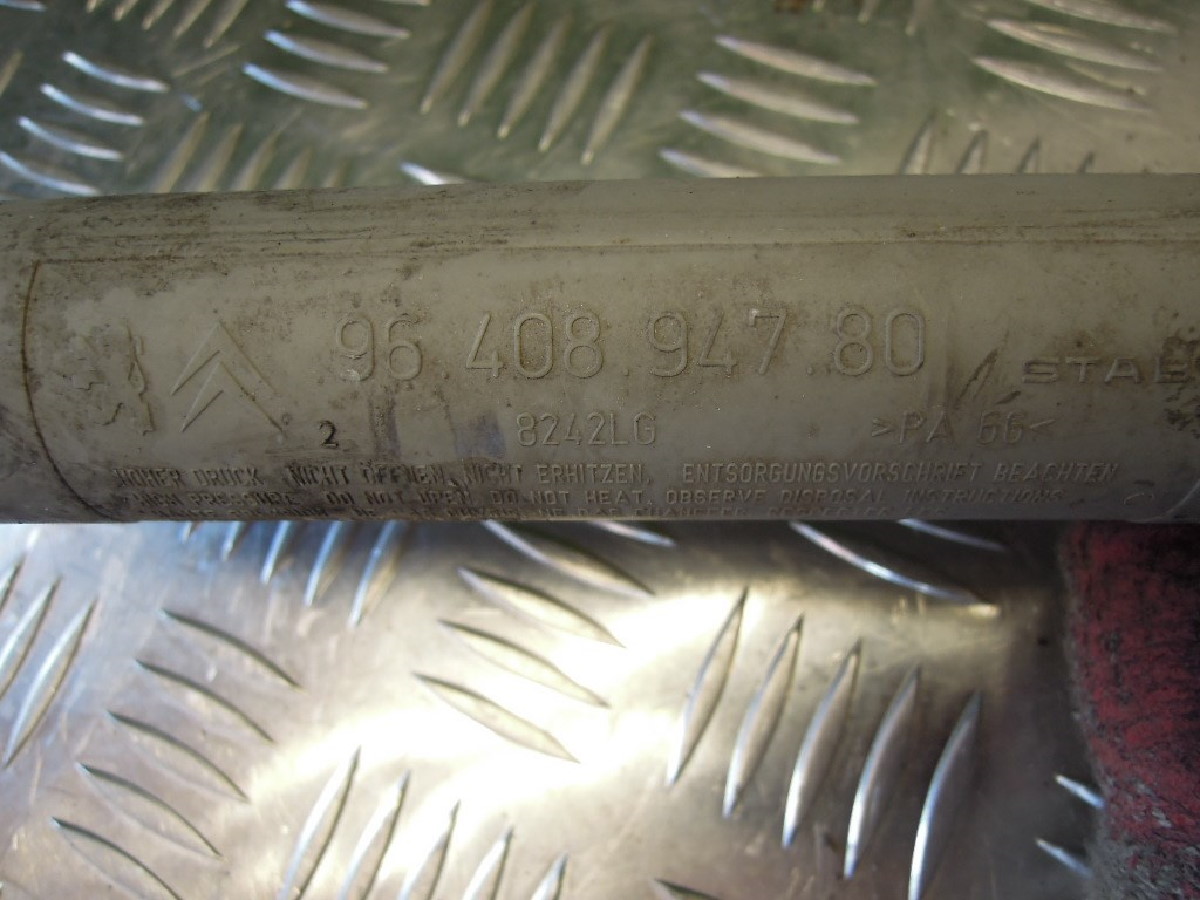 96.408.947.80
STAB
2 8242LG >PA 66<
HOHER DRUCK. NICHT ÖFFNEN, NICHT ERHITZEN, ENTSORGUNGSVORSCHRIFT BEACHTEN
DO NOT OPEN, DO NOT HEAT. OBSERVE DISPOSAL INSTRUCTIONS